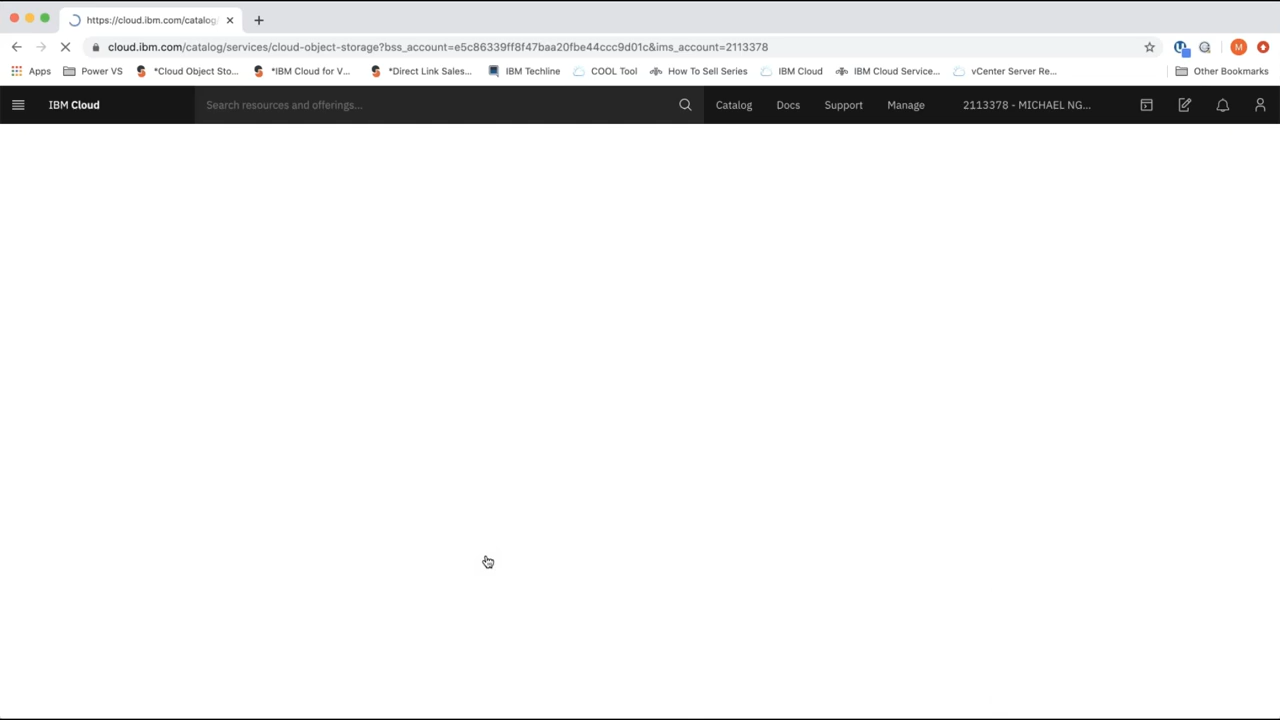 https://cloud.ibm.com/catalog
cloud.ibm.com/catalog/services/cloud-object-storage?bss_account=e5c86339ff8f47baa20fbe44ccc9d01c&ims_account=2113378
M
Apps Power VS *Cloud Object Sto... *IBM Cloud for V... *Direct Link Sales... IBM Techline COOL Tool How To Sell Series IBM Cloud IBM Cloud Service... vCenter Server Re... Other Bookmarks
IBM Cloud Search resources and offerings... Catalog Docs Support Manage 2113378 - MICHAEL NG...